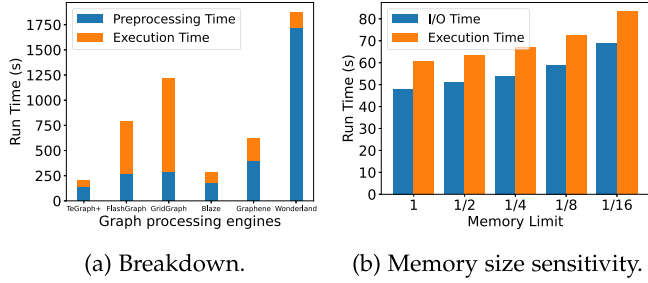 Run Time (s)
1750
1500
1250
1000
750
500
250
0
Preprocessing Time
Execution Time
TeGraph+ FlashGraph GridGraph Blaze Graphene Wonderland
Graph processing engines
(a) Breakdown.
Run Time (s)
80
70
60
50
40
30
20
10
0
I/O Time
Execution Time
1 1/2 1/4 1/8 1/16
Memory Limit
(b) Memory size sensitivity.